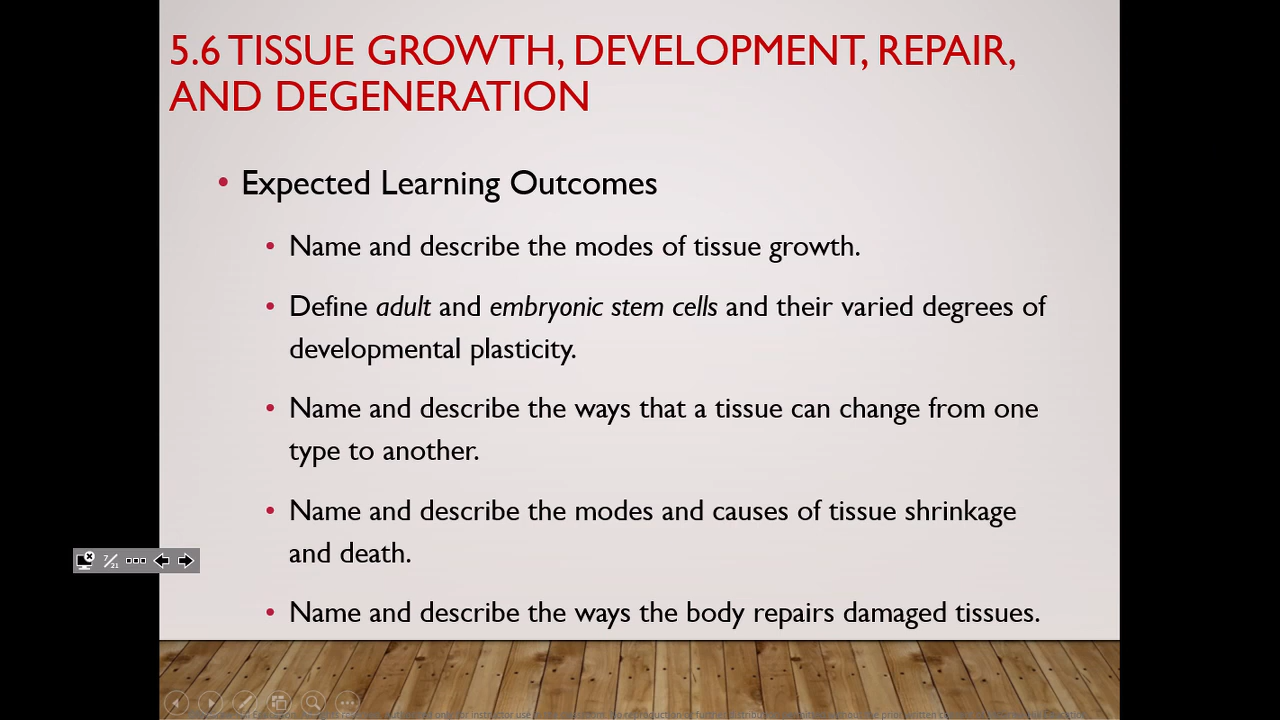 5.6 TISSUE GROWTH, DEVELOPMENT, REPAIR,
AND DEGENERATION
• Expected Learning Outcomes
• Name and describe the modes of tissue growth.
• Define adult and embryonic stem cells and their varied degrees of
developmental plasticity.
• Name and describe the ways that a tissue can change from one
type to another.
• Name and describe the modes and causes of tissue shrinkage
and death.
7/21
• Name and describe the ways the body repairs damaged tissues.